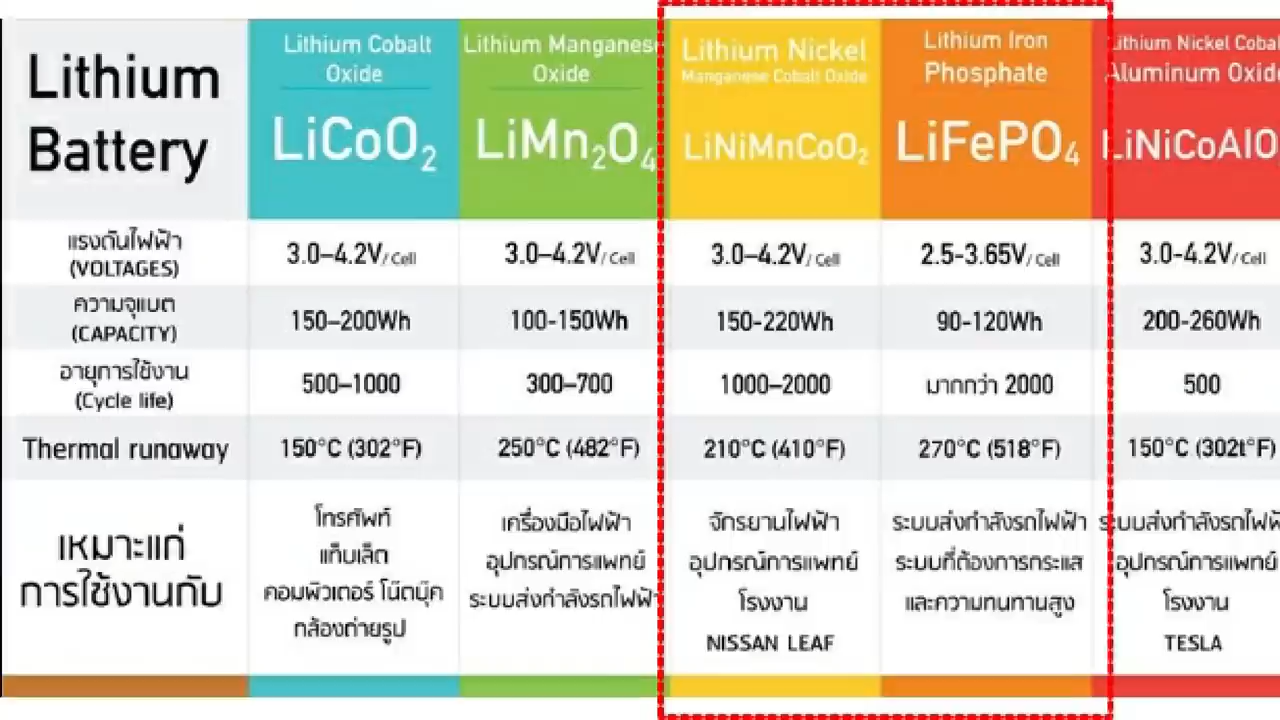 Lithium
Battery
Lithium Cobalt
Oxide
LiCoO₂
Lithium Manganese
Oxide
LiMn₂O₄
Lithium Nickel
Manganese Cobalt Oxide
LiNiMnCoO₂
Lithium Iron
Phosphate
LiFePO₄
Lithium Nickel Cobal
Aluminum Oxide
LiNiCoAlO
แรงดันไฟฟ้า
(VOLTAGES)
3.0–4.2V/ Cell
3.0–4.2V/ Cell
3.0–4.2V/ Cell
2.5-3.65V/ Cell
3.0-4.2V/ Cell
ความจุแบต
(CAPACITY)
150–200Wh
100-150Wh
150-220Wh
90-120Wh
200-260Wh
อายุการใช้งาน
(Cycle life)
500–1000
300–700
1000–2000
มากกว่า 2000
500
Thermal runaway
150°C (302°F)
250°C (482°F)
210°C (410°F)
270°C (518°F)
150°C (302t°F)
เหมาะแก่
การใช้งานกับ
โทรศัพท์
แท็บเล็ต
คอมพิวเตอร์ โน๊ตบุ๊ค
กล้องถ่ายรูป
เครื่องมือไฟฟ้า
อุปกรณ์การแพทย์
ระบบส่งกำลังรถไฟฟ้า
จักรยานไฟฟ้า
อุปกรณ์การแพทย์
โรงงาน
NISSAN LEAF
ระบบส่งกำลังรถไฟฟ้า
ระบบที่ต้องการกระแส
และความทนทานสูง
ระบบส่งกำลังรถไฟฟ้
อุปกรณ์การแพทย์
โรงงาน
TESLA